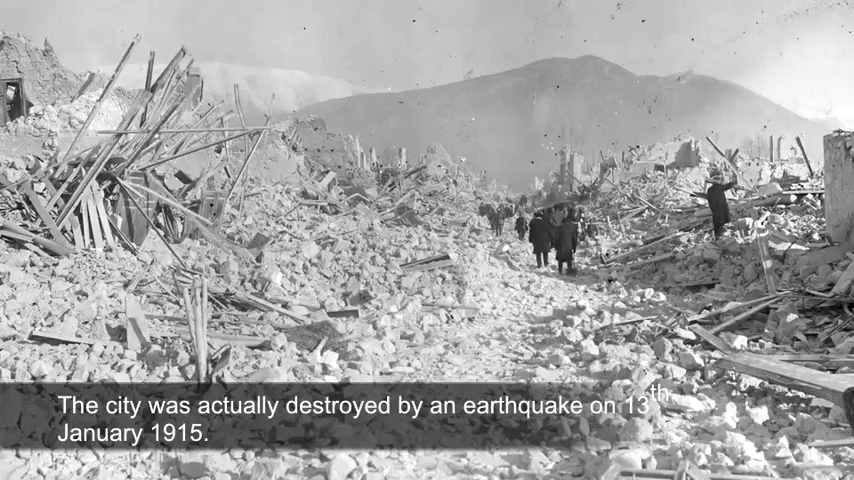 The city was actually destroyed by an earthquake on 13th
January 1915.